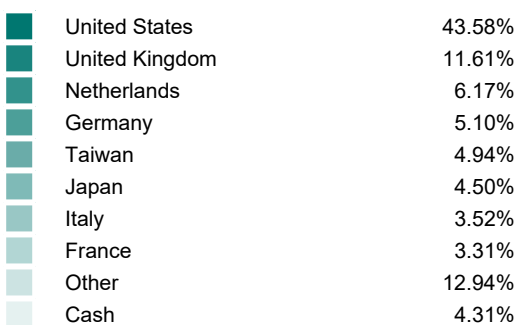 United States 43.58%
United Kingdom 11.61%
Netherlands 6.17%
Germany 5.10%
Taiwan 4.94%
Japan 4.50%
Italy 3.52%
France 3.31%
Other 12.94%
Cash 4.31%